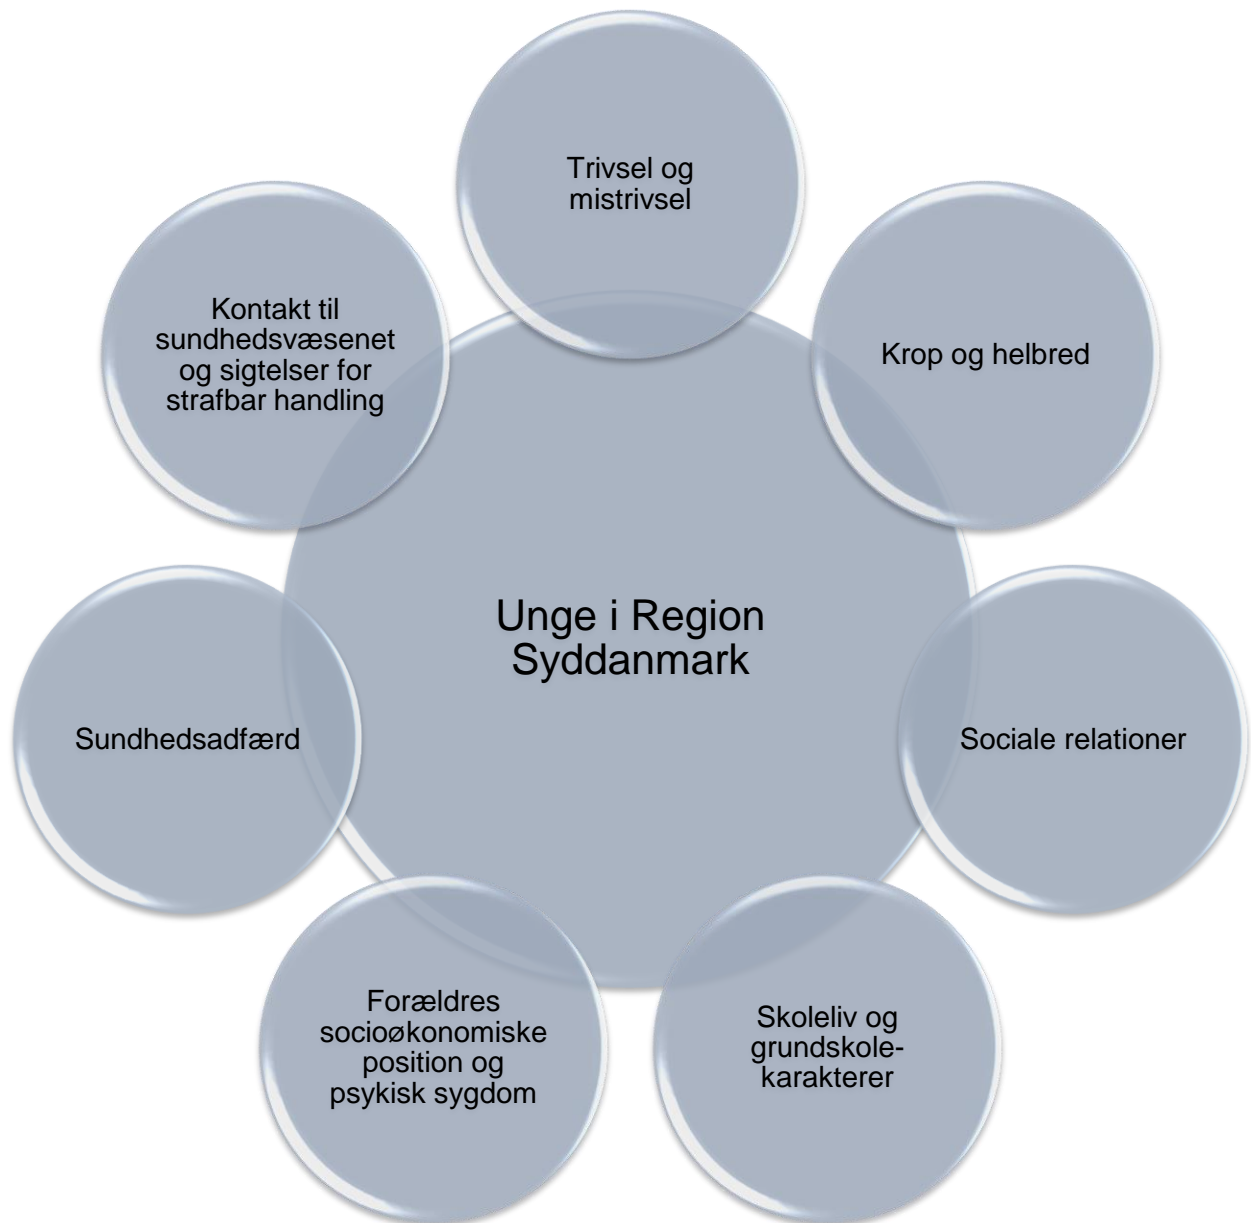 Trivsel og
mistrivsel
Kontakt til
sundhedsvæsenet
og sigtelser for
strafbar handling
Krop og helbred
Unge i Region
Syddanmark
Sundhedsadfærd
Sociale relationer
Forældres
socioøkonomiske
position og
psykisk sygdom
Skoleliv og
grundskole-
karakterer